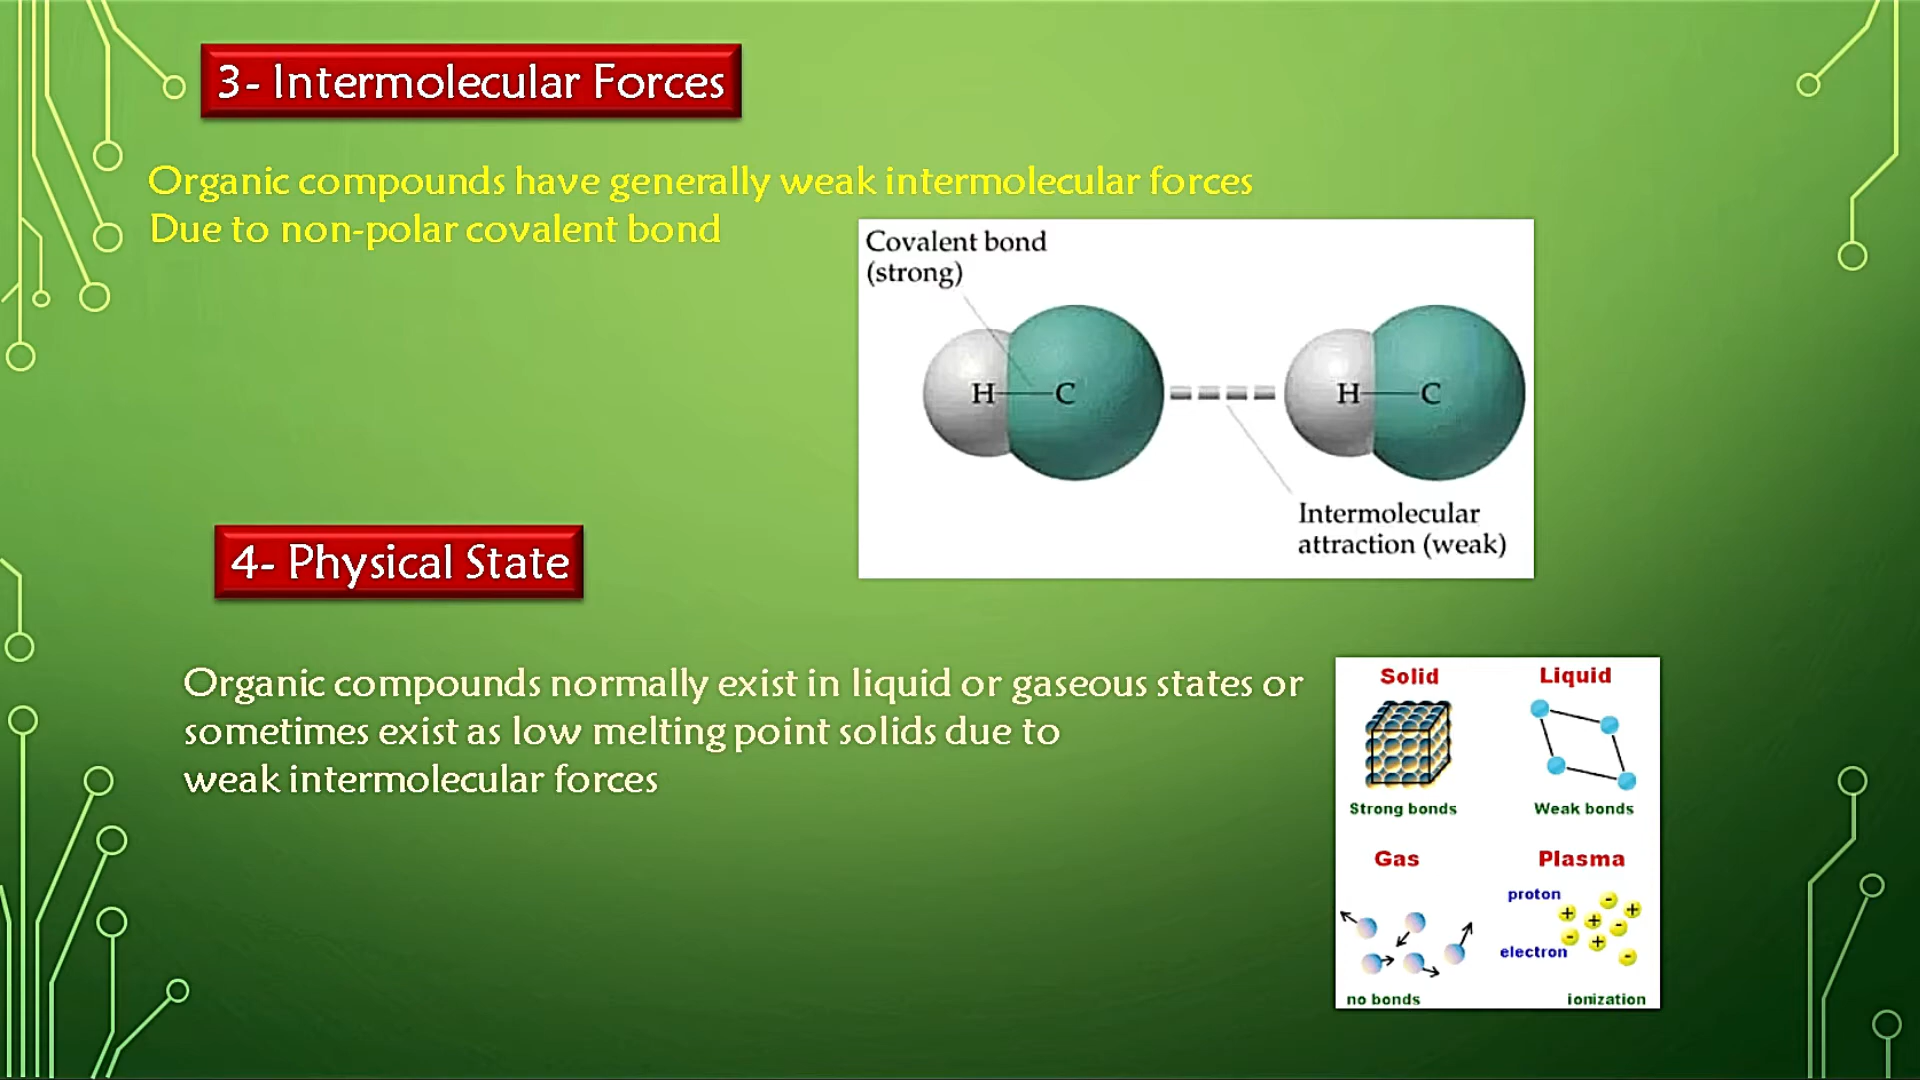 3- Intermolecular Forces
Organic compounds have generally weak intermolecular forces
Due to non-polar covalent bond
Covalent bond
(strong)
H C
H C
Intermolecular
attraction (weak)
4- Physical State
Organic compounds normally exist in liquid or gaseous states or
sometimes exist as low melting point solids due to
weak intermolecular forces
Solid
Strong bonds
Liquid
Weak bonds
Gas
no bonds
Plasma
proton
+ - + + - - + -
electron
ionization